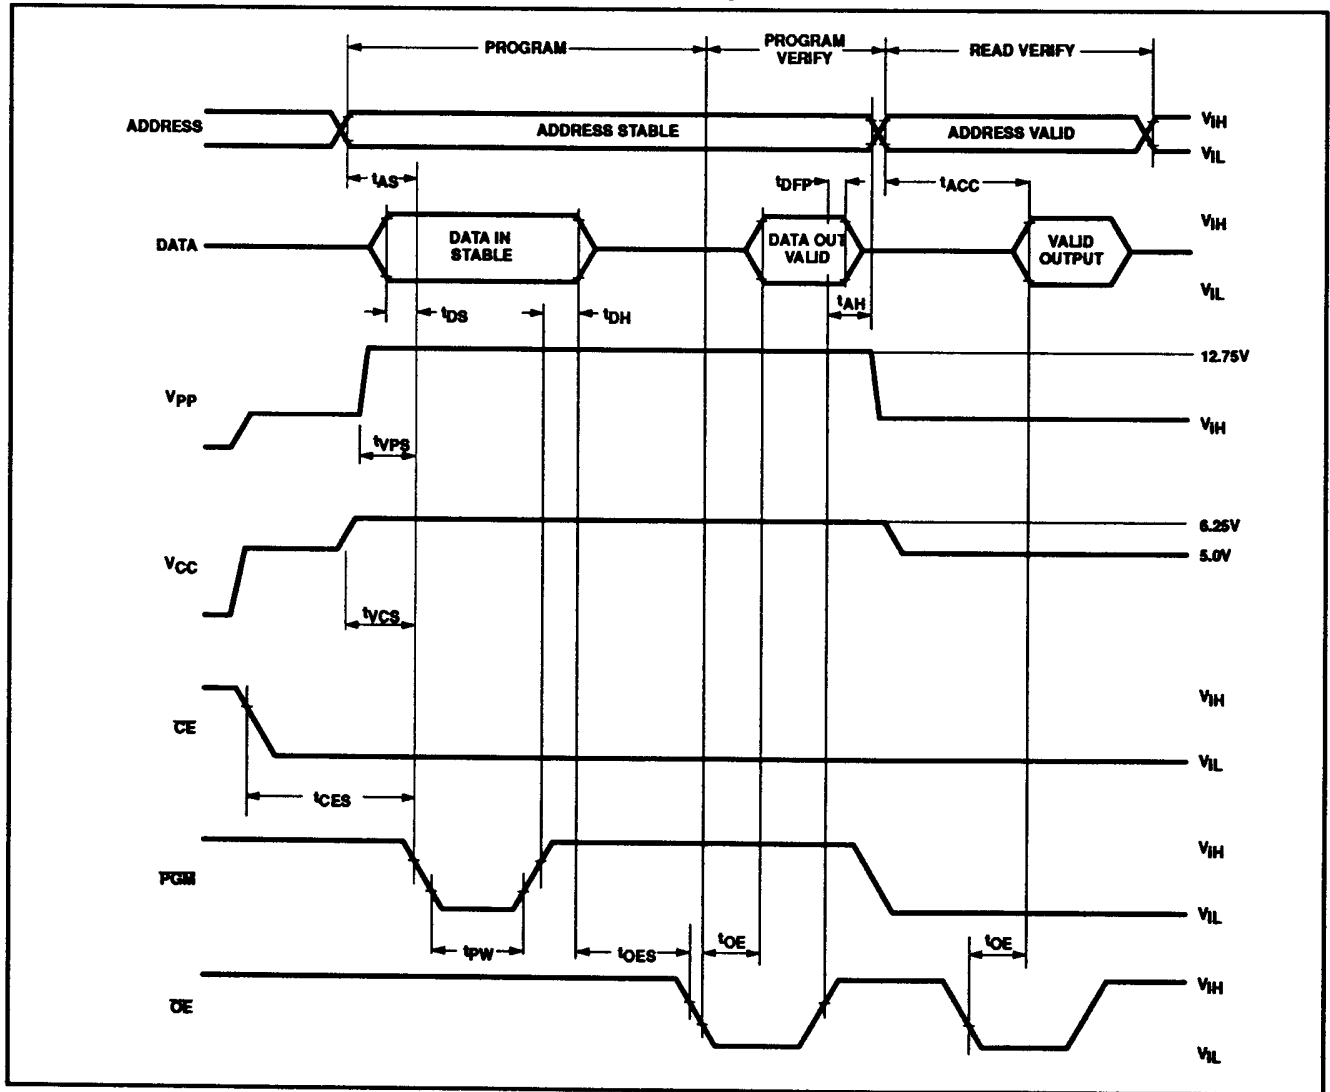 PROGRAM
PROGRAM
VERIFY
READ VERIFY
ADDRESS
ADDRESS STABLE
ADDRESS VALID
VIH
VIL
tAS
tDFP
tACC
DATA
DATA IN
STABLE
DATA OUT
VALID
VALID
OUTPUT
VIH
VIL
tDS
tDH
tAH
VPP
12.75V
VIH
tVPS
VCC
6.25V
5.0V
tVCS
CE
VIH
VIL
tCES
PGM
VIH
VIL
tPW
tOES
tOE
tOE
OE
VIH
VIL